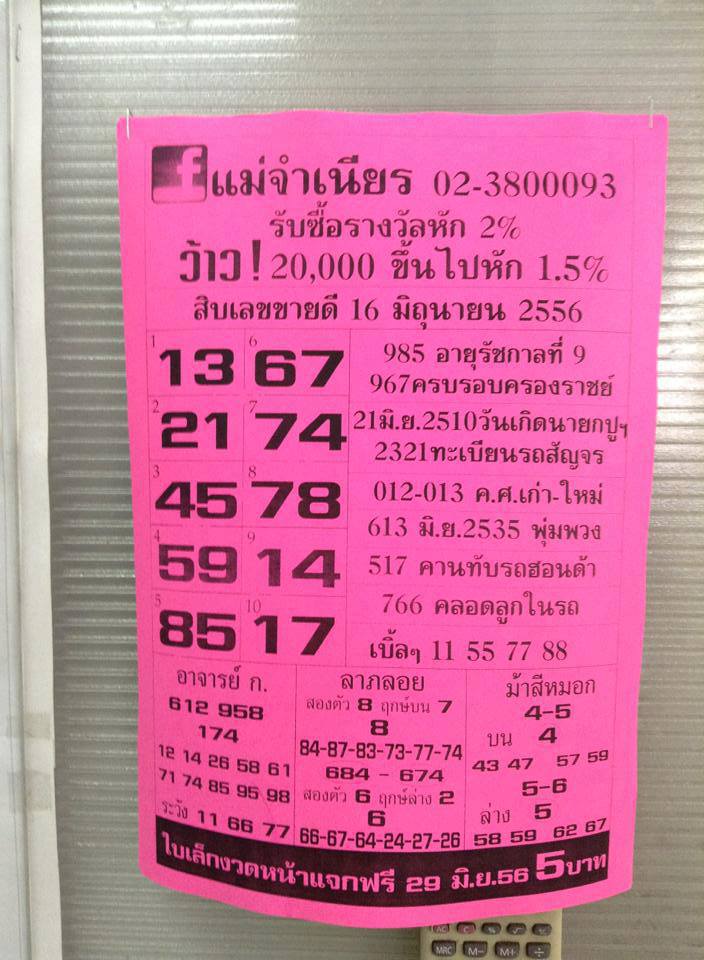 f แม่จำเนียร 02-3800093
รับซื้อรางวัลหัก 2%
ว้าว! 20,000 ขึ้นไปหัก 1.5%
สิบเลขขายดี 16 มิถุนายน 2556
1 13 6 67
2 21 7 74
3 45 8 78
4 59 9 14
5 85 10 17
985 อายุรัชกาลที่ 9
967ครบรอบครองราชย์
21มิ.ย.2510วันเกิดนายกปูฯ
2321ทะเบียนรถสัญจร
012-013 ค.ศ.เก่า-ใหม่
613 มิ.ย.2535 พุ่มพวง
517 คานทับรถฮอนด้า
766 คลอดลูกในรถ
เบิ้ลๆ 11 55 77 88
อาจารย์ ก.
612 958
174
12 14 26 58 61
71 74 85 95 98
ระวัง 11 66 77
ลาภลอย
สองตัว 8 ฤกษ์บน 7
8
84-87-83-73-77-74
684 - 674
สองตัว 6 ฤกษ์ล่าง 2
6
66-67-64-24-27-26
ม้าสีหมอก
4-5
บน 4
43 47 57 59
5-6
ล่าง 5
58 59 62 67
ใบเล็กงวดหน้าแจกฟรี 29 มิ.ย.56 5บาท
AC C % √
MRC M- M+ ÷